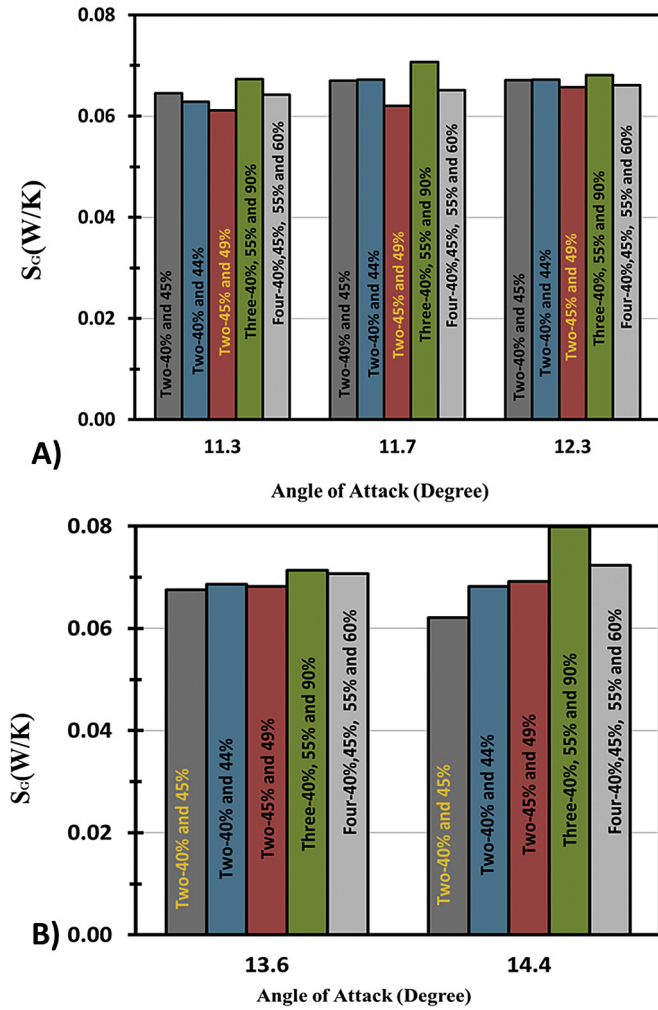 0.08
0.06
0.04
0.02
0.00
S_G(W/K)
Two-40% and 45%
Two-40% and 44%
Two-45% and 49%
Three-40%, 55% and 90%
Four-40%,45%, 55% and 60%
Two-40% and 45%
Two-40% and 44%
Two-45% and 49%
Three-40%, 55% and 90%
Four-40%,45%, 55% and 60%
Two-40% and 45%
Two-40% and 44%
Two-45% and 49%
Three-40%, 55% and 90%
Four-40%,45%, 55% and 60%
A)
11.3 11.7 12.3
Angle of Attack (Degree)
0.08
0.06
0.04
0.02
0.00
S_G(W/K)
Two-40% and 45%
Two-40% and 44%
Two-45% and 49%
Three-40%, 55% and 90%
Four-40%,45%, 55% and 60%
Two-40% and 45%
Two-40% and 44%
Two-45% and 49%
Three-40%, 55% and 90%
Four-40%,45%, 55% and 60%
B)
13.6 14.4
Angle of Attack (Degree)